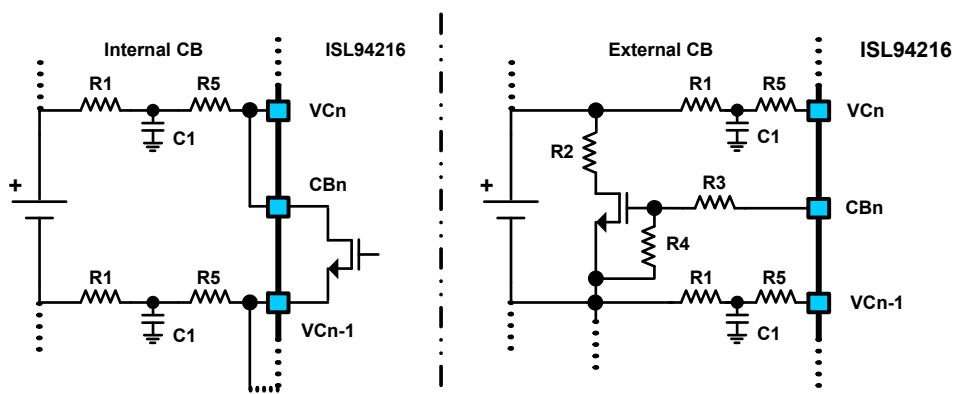 Internal CB
ISL94216
R1
R5
VCn
C1
CBn
+
R1
R5
C1
VCn-1
External CB
ISL94216
R1
R5
VCn
C1
R2
R3
CBn
+
R4
R1
R5
VCn-1
C1